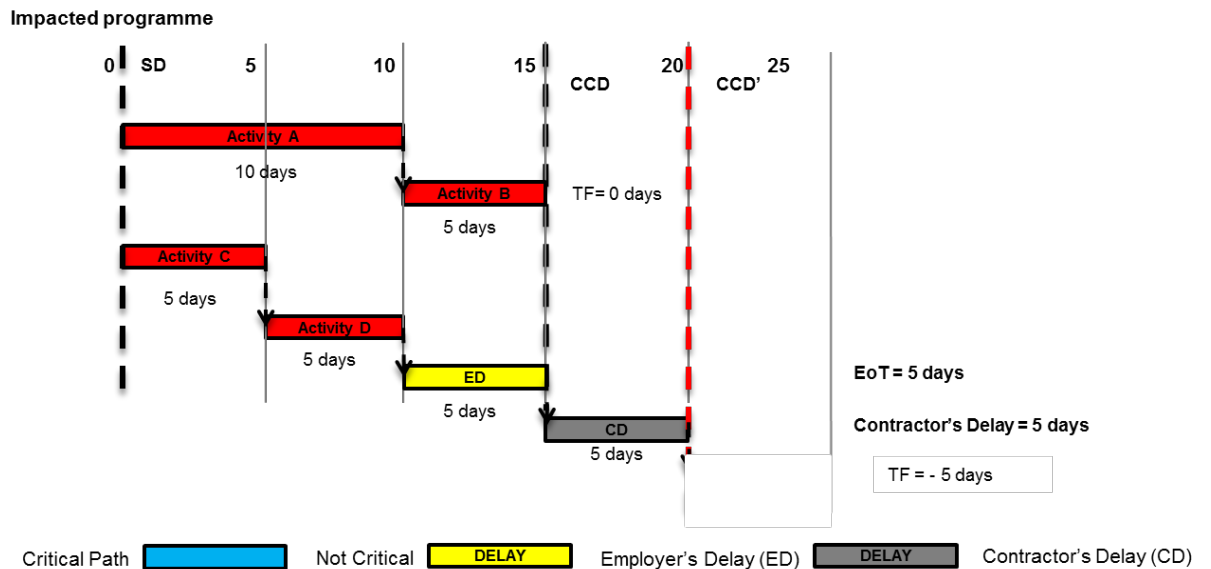 Impacted programme
0 SD 5 10 15 CCD 20 CCD' 25
Activity A
10 days
Activity B
TF= 0 days
5 days
Activity C
5 days
Activity D
5 days
ED
5 days
EoT = 5 days
CD
Contractor's Delay = 5 days
5 days
TF = - 5 days
Critical Path
Not Critical
DELAY
Employer's Delay (ED)
DELAY
Contractor's Delay (CD)